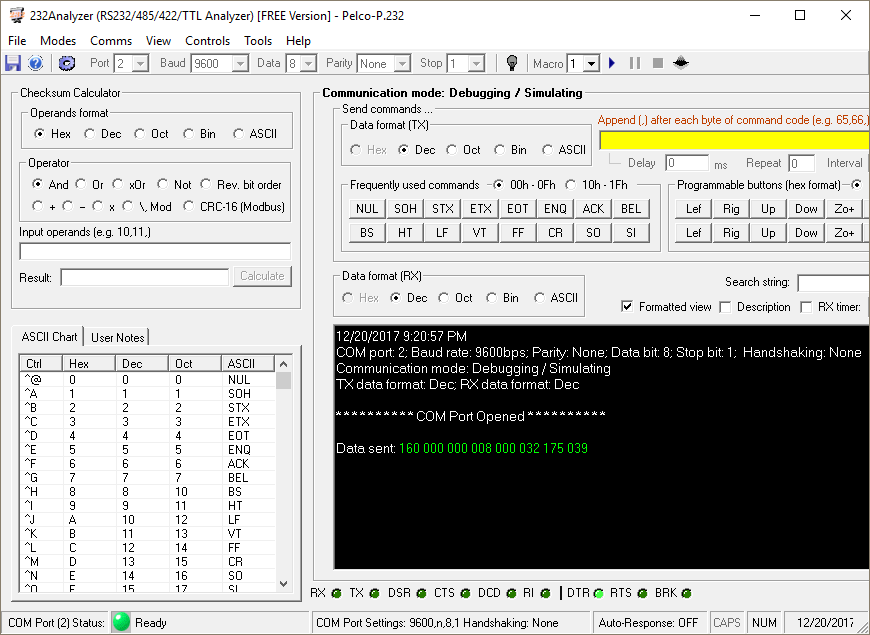 232Analyzer (RS232/485/422/TTL Analyzer) [FREE Version] - Pelco-P.232
File Modes Comms View Controls Tools Help
Port 2 Baud 9600 Data 8 Parity None Stop 1 Macro 1
Checksum Calculator
Operands format
Hex Dec Oct Bin ASCII
Operator
And Or xOr Not Rev. bit order
+ − x \, Mod CRC-16 (Modbus)
Input operands (e.g. 10,11,)
Result: Calculate
Communication mode: Debugging / Simulating
Send commands ...
Data format (TX)
Hex Dec Oct Bin ASCII
Append (,) after each byte of command code (e.g. 65,66,)
Delay 0 ms Repeat 0 Interval
Frequently used commands 00h - 0Fh 10h - 1Fh
NUL SOH STX ETX EOT ENQ ACK BEL
BS HT LF VT FF CR SO SI
Programmable buttons (hex format)
Lef Rig Up Dow Zo+
Lef Rig Up Dow Zo+
Data format (RX)
Hex Dec Oct Bin ASCII
Search string:
Formatted view Description RX timer:
12/20/2017 9:20:57 PM
COM port: 2; Baud rate: 9600bps; Parity: None; Data bit: 8; Stop bit: 1; Handshaking: None
Communication mode: Debugging / Simulating
TX data format: Dec; RX data format: Dec
* * * * * * * * * * COM Port Opened * * * * * * * * * *
Data sent: 160 000 000 008 000 032 175 039
ASCII Chart User Notes
Ctrl Hex Dec Oct ASCII
^@ 0 0 0 NUL
^A 1 1 1 SOH
^B 2 2 2 STX
^C 3 3 3 ETX
^D 4 4 4 EOT
^E 5 5 5 ENQ
^F 6 6 6 ACK
^G 7 7 7 BEL
^H 8 8 10 BS
^I 9 9 11 HT
^J A 10 12 LF
^K B 11 13 VT
^L C 12 14 FF
^M D 13 15 CR
^N E 14 16 SO
^O F 15 17 SI
RX TX DSR CTS DCD RI DTR RTS BRK
COM Port (2) Status: Ready COM Port Settings: 9600,n,8,1 Handshaking: None Auto-Response: OFF CAPS NUM 12/20/2017